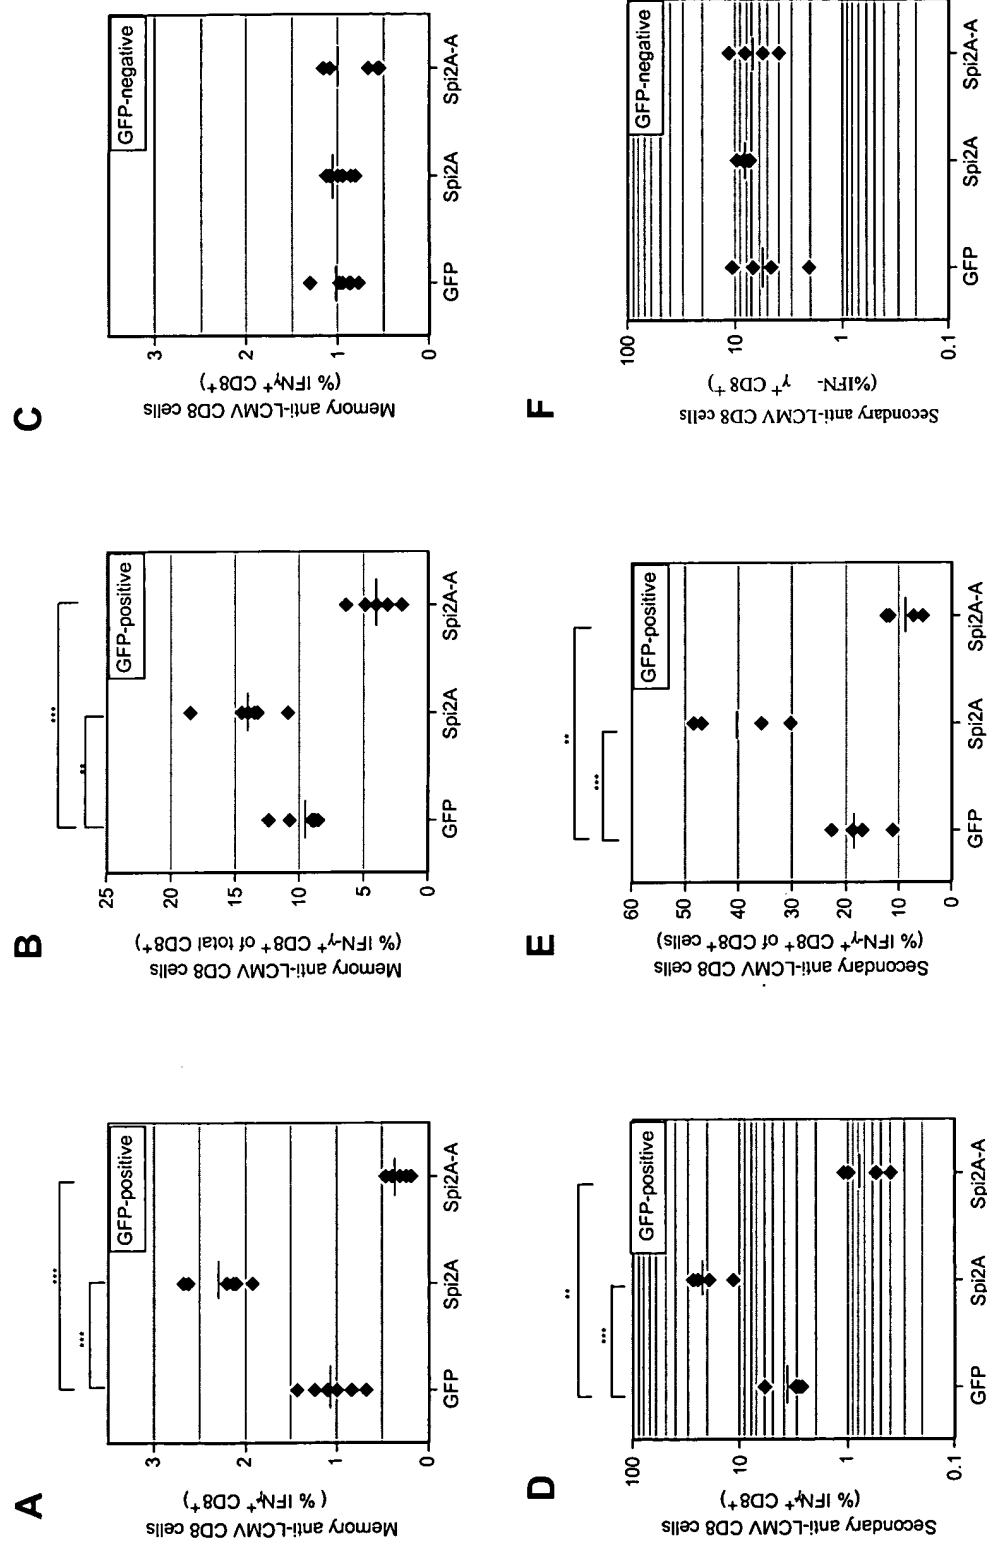 A
Memory anti-LCMV CD8 cells
(% IFNγ+ CD8+)
3
2
1
0
GFP-positive
***
***
GFP
Spi2A
Spi2A-A
B
Memory anti-LCMV CD8 cells
(% IFN-γ+ CD8+ of total CD8+)
25
20
15
10
5
0
GFP-positive
***
**
GFP
Spi2A
Spi2A-A
C
Memory anti-LCMV CD8 cells
(% IFNγ+ CD8+)
3
2
1
0
GFP-negative
GFP
Spi2A
Spi2A-A
D
Secondary anti-LCMV CD8 cells
(% IFNγ+ CD8+)
100
10
1
0.1
GFP-positive
**
***
GFP
Spi2A
Spi2A-A
E
Secondary anti-LCMV CD8 cells
(% IFN-γ+ CD8+ of CD8+ cells)
60
50
40
30
20
10
0
GFP-positive
**
***
GFP
Spi2A
Spi2A-A
F
Secondary anti-LCMV CD8 cells
(%IFN- γ+ CD8 +)
100
10
1
0.1
GFP-negative
GFP
Spi2A
Spi2A-A